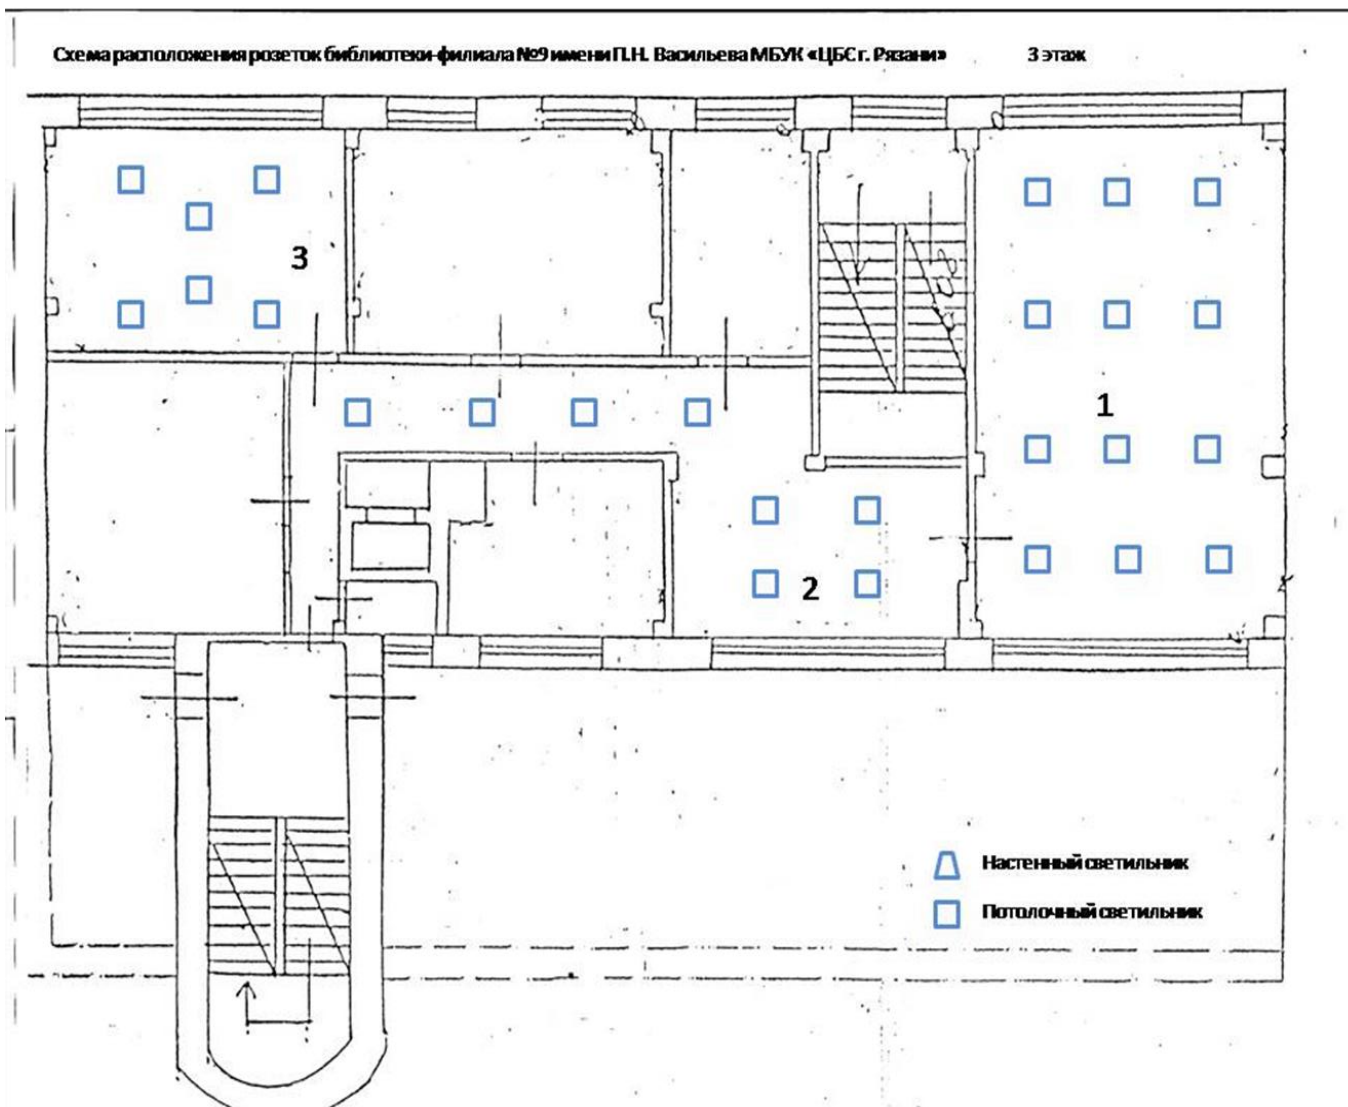 Схема расположения розеток библиотеки-филиала №9 имени П.Н. Васильева МБУК «ЦБС г. Рязани» 3 этаж
3
1
2
Настенный светильник
Потолочный светильник